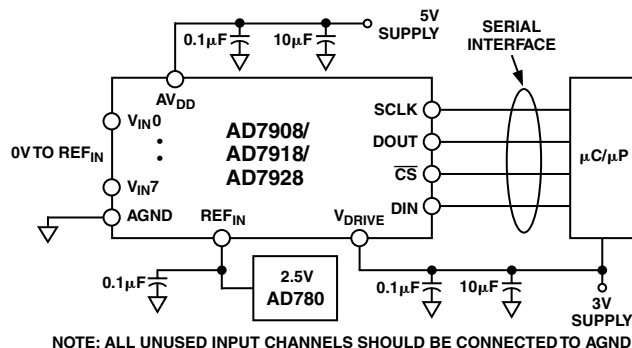 5V
SUPPLY
0.1µF
10µF
SERIAL
INTERFACE
AVDD
VIN0
0V TO REFIN
VIN7
AGND
AD7908/
AD7918/
AD7928
SCLK
DOUT
CS
DIN
µC/µP
REFIN
VDRIVE
0.1µF
2.5V
AD780
0.1µF
10µF
3V
SUPPLY
NOTE: ALL UNUSED INPUT CHANNELS SHOULD BE CONNECTED TO AGND